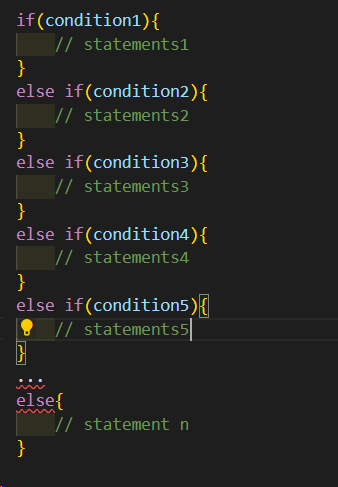 if(condition1){
    // statements1
}
else if(condition2){
    // statements2
}
else if(condition3){
    // statements3
}
else if(condition4){
    // statements4
}
else if(condition5){
    // statements5
}
...
else{
    // statement n
}